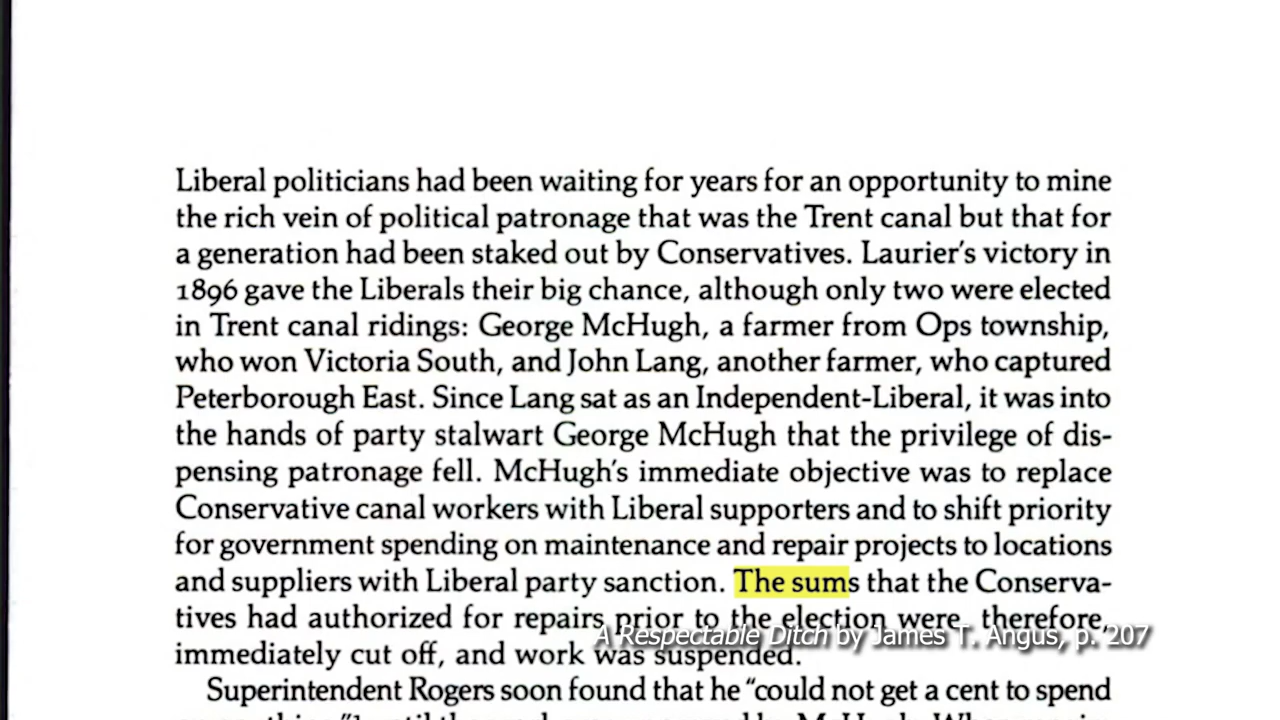 Liberal politicians had been waiting for years for an opportunity to mine
the rich vein of political patronage that was the Trent canal but that for
a generation had been staked out by Conservatives. Laurier's victory in
1896 gave the Liberals their big chance, although only two were elected
in Trent canal ridings: George McHugh, a farmer from Ops township,
who won Victoria South, and John Lang, another farmer, who captured
Peterborough East. Since Lang sat as an Independent-Liberal, it was into
the hands of party stalwart George McHugh that the privilege of dis-
pensing patronage fell. McHugh's immediate objective was to replace
Conservative canal workers with Liberal supporters and to shift priority
for government spending on maintenance and repair projects to locations
and suppliers with Liberal party sanction. The sums that the Conserva-
tives had authorized for repairs prior to the election were, therefore,
A Respectable Ditch by James T. Angus, p. 207
immediately cut off, and work was suspended.
Superintendent Rogers soon found that he "could not get a cent to spend